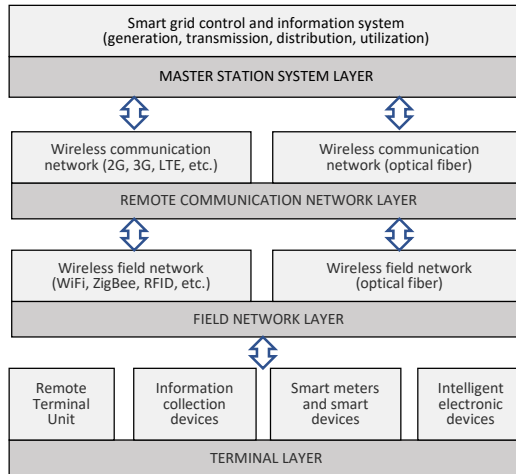 Smart grid control and information system
(generation, transmission, distribution, utilization)
MASTER STATION SYSTEM LAYER
Wireless communication
network (2G, 3G, LTE, etc.)
Wireless communication
network (optical fiber)
REMOTE COMMUNICATION NETWORK LAYER
Wireless field network
(WiFi, ZigBee, RFID, etc.)
Wireless field network
(optical fiber)
FIELD NETWORK LAYER
Remote
Terminal
Unit
Information
collection
devices
Smart meters
and smart
devices
Intelligent
electronic
devices
TERMINAL LAYER